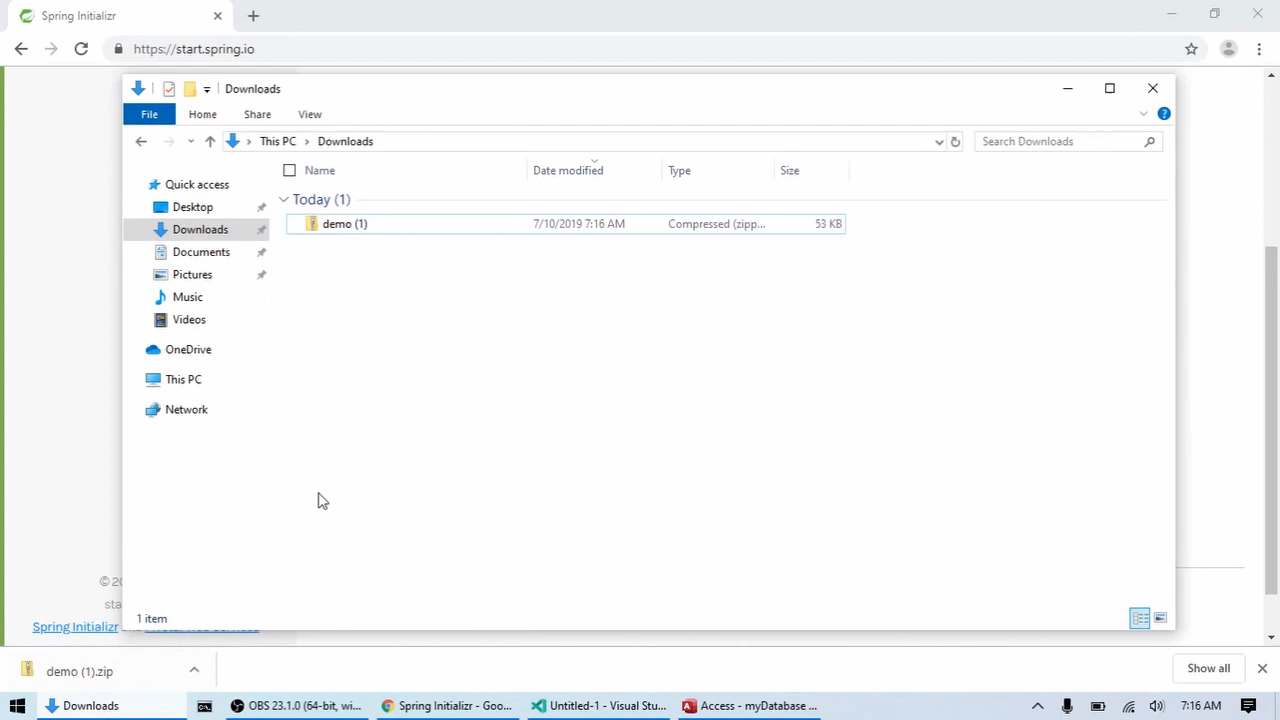 Spring Initializr
https://start.spring.io
Downloads
File Home Share View
This PC Downloads
Search Downloads
Name Date modified Type Size
Quick access
Today (1)
Desktop
demo (1) 7/10/2019 7:16 AM Compressed (zipp... 53 KB
Downloads
Documents
Pictures
Music
Videos
OneDrive
This PC
Network
© 20
sta
1 item
Spring Initializr
demo (1).zip
Show all
Downloads OBS 23.1.0 (64-bit, wi... Spring Initializr - Goo... Untitled-1 - Visual Stu... Access - myDatabase ... 7:16 AM